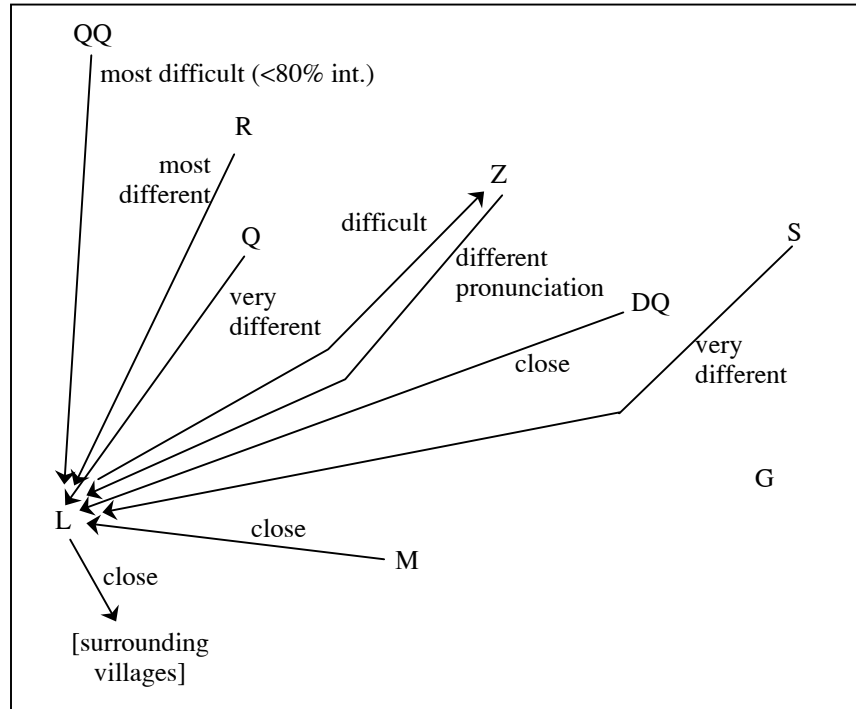 QQ
most difficult (<80% int.)
R
most
different
Z
difficult
Q
S
different
pronunciation
very
different
DQ
close
very
different
G
L
close
M
close
[surrounding
villages]